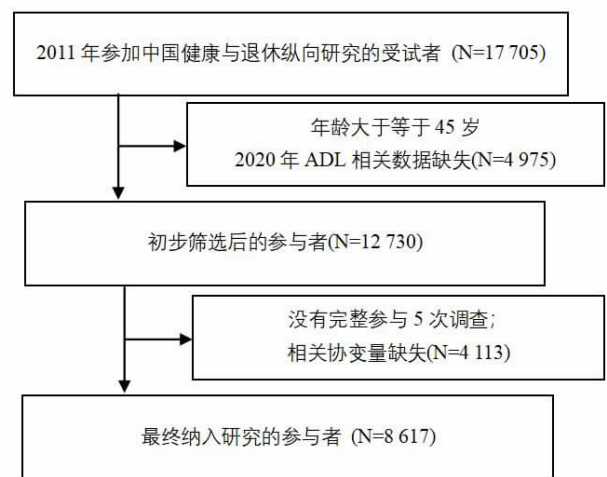 2011 年参加中国健康与退休纵向研究的受试者 (N=17 705)
年龄大于等于 45 岁
2020 年 ADL 相关数据缺失(N=4 975)
初步筛选后的参与者(N=12 730)
没有完整参与 5 次调查;
相关协变量缺失(N=4 113)
最终纳入研究的参与者 (N=8 617)